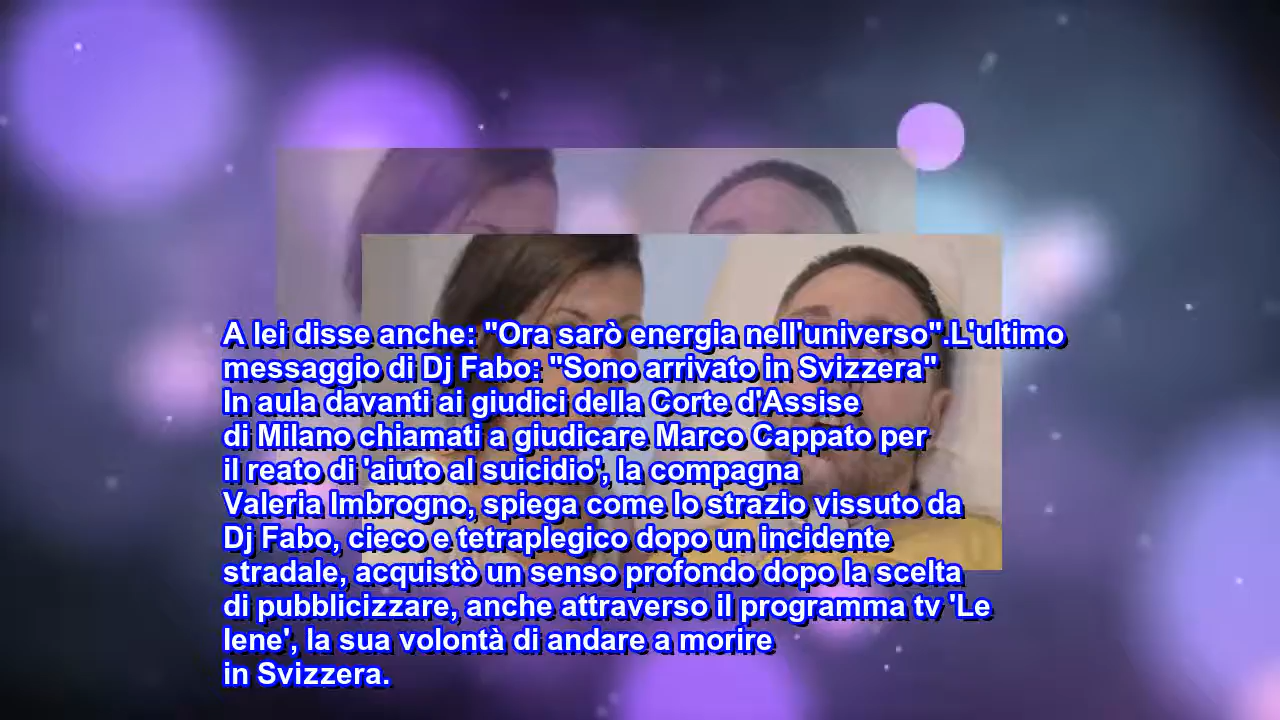 A lei disse anche: "Ora sarò energia nell'universo".L'ultimo
messaggio di Dj Fabo: "Sono arrivato in Svizzera"
In aula davanti ai giudici della Corte d'Assise
di Milano chiamati a giudicare Marco Cappato per
il reato di 'aiuto al suicidio', la compagna
Valeria Imbrogno, spiega come lo strazio vissuto da
Dj Fabo, cieco e tetraplegico dopo un incidente
stradale, acquistò un senso profondo dopo la scelta
di pubblicizzare, anche attraverso il programma tv 'Le
Iene', la sua volontà di andare a morire
in Svizzera.